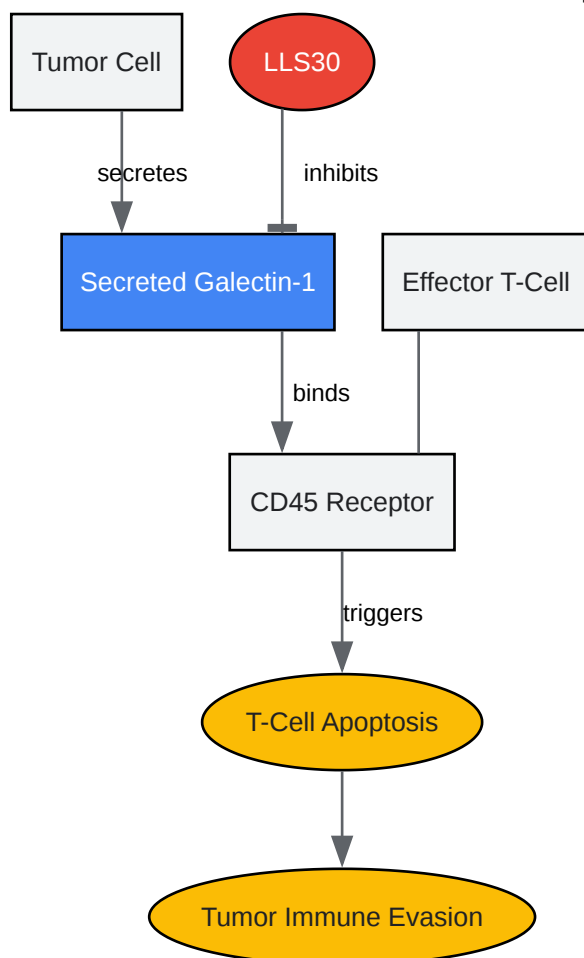 Tumor Cell
LLS30
secretes
inhibits
Secreted Galectin-1
Effector T-Cell
binds
CD45 Receptor
triggers
T-Cell Apoptosis
Tumor Immune Evasion